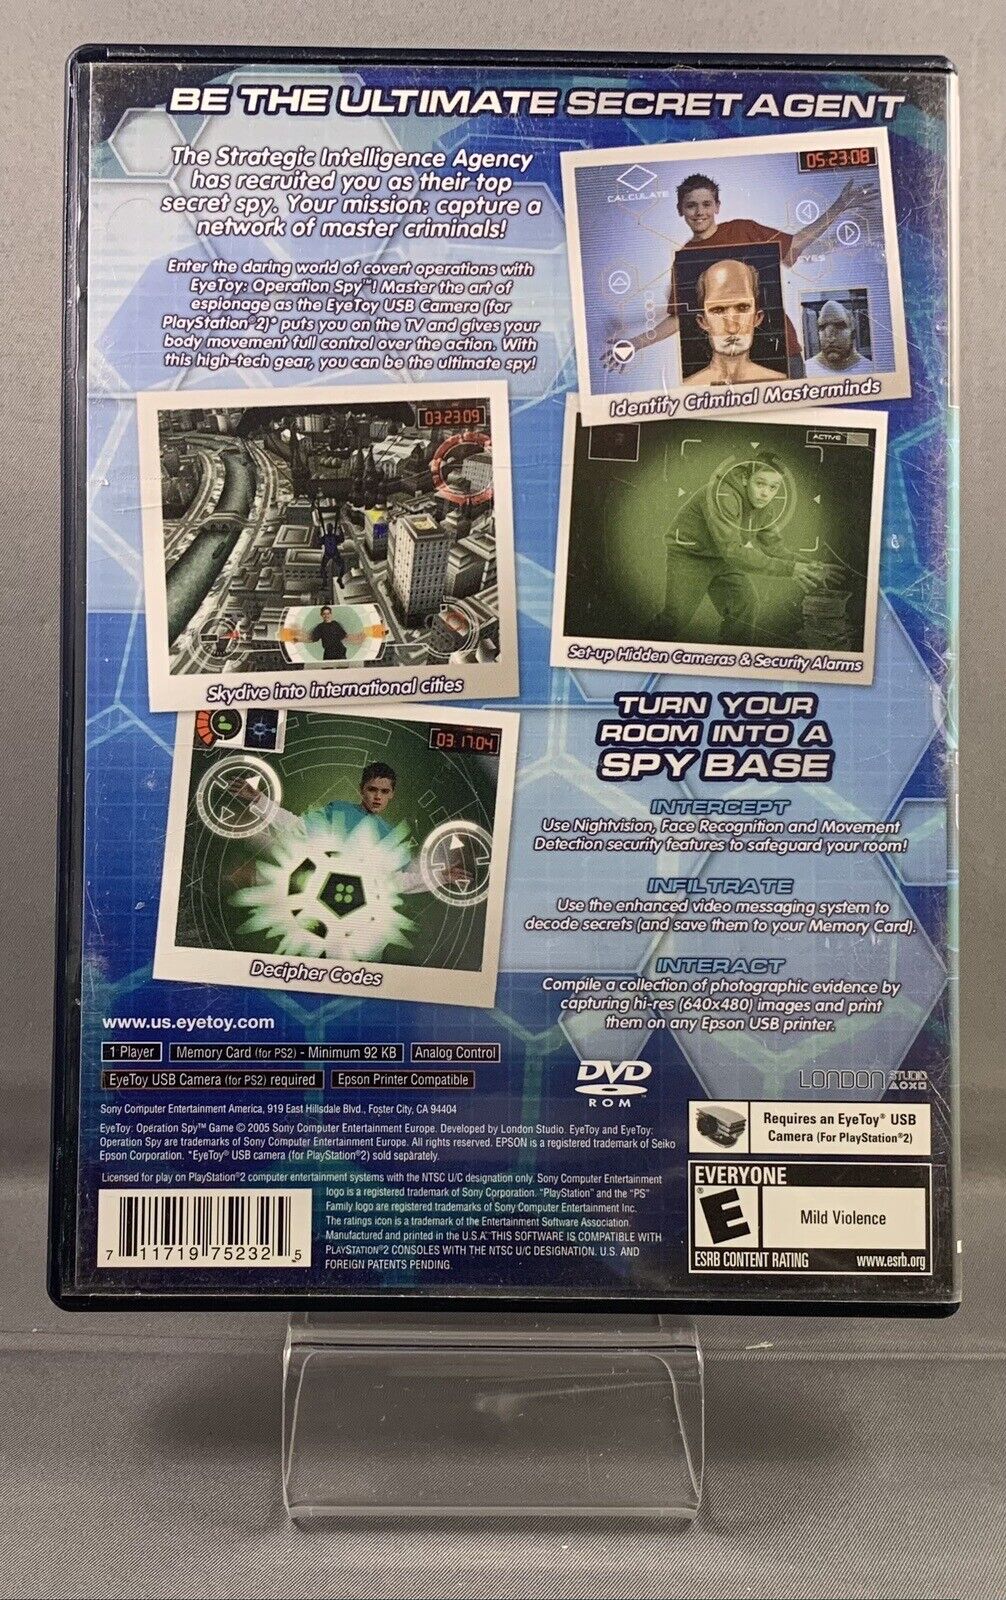 BE THE ULTIMATE SECRET AGENT
The Strategic Intelligence Agency
has recruited you as their top
secret spy. Your mission: capture a
network of master criminals!
Enter the daring world of covert operations with
EyeToy: Operation Spy™! Master the art of
espionage as the EyeToy USB Camera (for
PlayStation®2)* puts you on the TV and gives your
body movement full control over the action. With
this high-tech gear, you can be the ultimate spy!
05:23:08
CALCULATE
EYES
Identify Criminal Masterminds
03:23:09
Skydive into international cities
ACTIVE
Set-up Hidden Cameras & Security Alarms
03:17:04
Decipher Codes
TURN YOUR
ROOM INTO A
SPY BASE
INTERCEPT
Use Nightvision, Face Recognition and Movement
Detection security features to safeguard your room!
INFILTRATE
Use the enhanced video messaging system to
decode secrets (and save them to your Memory Card).
INTERACT
Compile a collection of photographic evidence by
capturing hi-res (640x480) images and print
them on any Epson USB printer.
www.us.eyetoy.com
1 Player
Memory Card (for PS2) - Minimum 92 KB
Analog Control
EyeToy USB Camera (for PS2) required
Epson Printer Compatible
DVD
ROM
LONDON STUDIO
Sony Computer Entertainment America, 919 East Hillsdale Blvd., Foster City, CA 94404
EyeToy: Operation Spy™ Game © 2005 Sony Computer Entertainment Europe. Developed by London Studio. EyeToy and EyeToy:
Operation Spy are trademarks of Sony Computer Entertainment Europe. All rights reserved. EPSON is a registered trademark of Seiko
Epson Corporation. *EyeToy® USB camera (for PlayStation®2) sold separately.
Licensed for play on PlayStation®2 computer entertainment systems with the NTSC U/C designation only. Sony Computer Entertainment
logo is a registered trademark of Sony Corporation. "PlayStation" and the "PS"
Family logo are registered trademarks of Sony Computer Entertainment Inc.
The ratings icon is a trademark of the Entertainment Software Association.
Manufactured and printed in the U.S.A. THIS SOFTWARE IS COMPATIBLE WITH
PLAYSTATION®2 CONSOLES WITH THE NTSC U/C DESIGNATION. U.S. AND
FOREIGN PATENTS PENDING.
7 11719 75232 5
Requires an EyeToy® USB
Camera (For PlayStation®2)
EVERYONE
E
Mild Violence
ESRB CONTENT RATING www.esrb.org